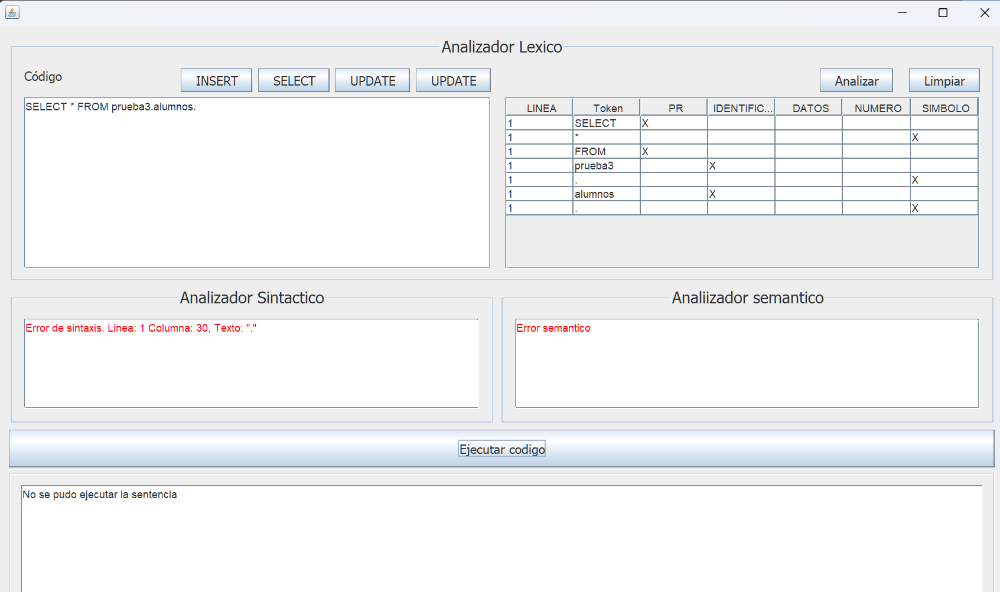 Analizador Lexico
Código
INSERT SELECT UPDATE UPDATE
Analizar Limpiar
SELECT * FROM prueba3.alumnos.
LINEA Token PR IDENTIFIC... DATOS NUMERO SIMBOLO
1 SELECT X
1 * X
1 FROM X
1 prueba3 X
1 . X
1 alumnos X
1 . X
Analizador Sintactico
Error de sintaxis. Linea: 1 Columna: 30, Texto: "."
Analiizador semantico
Error semantico
Ejecutar codigo
No se pudo ejecutar la sentencia